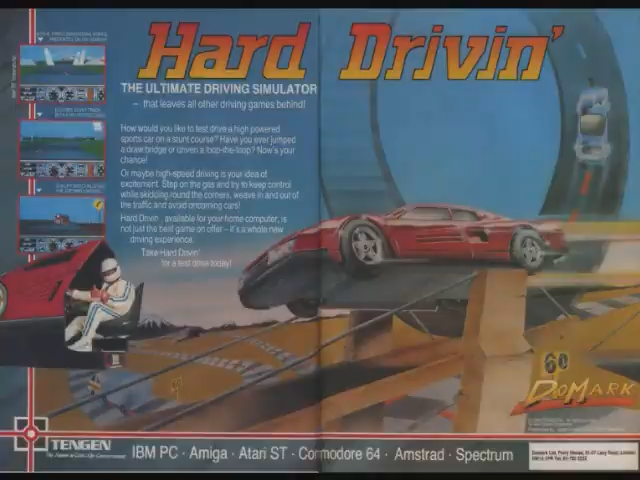 Hard Drivin'
THE ULTIMATE DRIVING SIMULATOR
– that leaves all other driving games behind!
How would you like to test drive a high powered
sports car on a stunt course? Have you ever jumped
a draw bridge or driven a loop-the-loop? Now's your
chance!
Or maybe high-speed driving is your idea of
excitement. Step on the gas and try to keep control
while skidding round the corners, weave in and out of
the traffic and avoid oncoming cars!
Hard Drivin', available for your home computer, is
not just the best game on offer – it's a whole new
driving experience.
Take Hard Drivin'
for a test drive today!
60
DOMARK
TENGEN
IBM PC · Amiga · Atari ST · Commodore 64 · Amstrad · Spectrum
Domark Ltd, Ferry House,